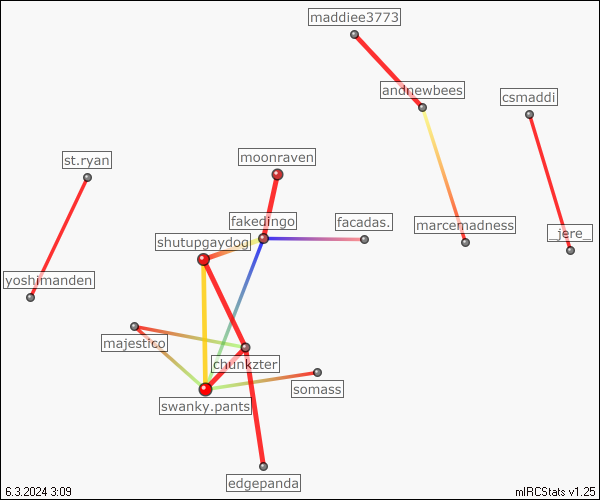 maddiee3773
andnewbees
csmaddi
st.ryan
moonraven
fakedingo
facadas.
marcemadness
_jere_
shutupgaydog
yoshimanden
majestico
chunkzter
somass
swanky.pants
edgepanda
6.3.2024 3:09
mIRCStats v1.25